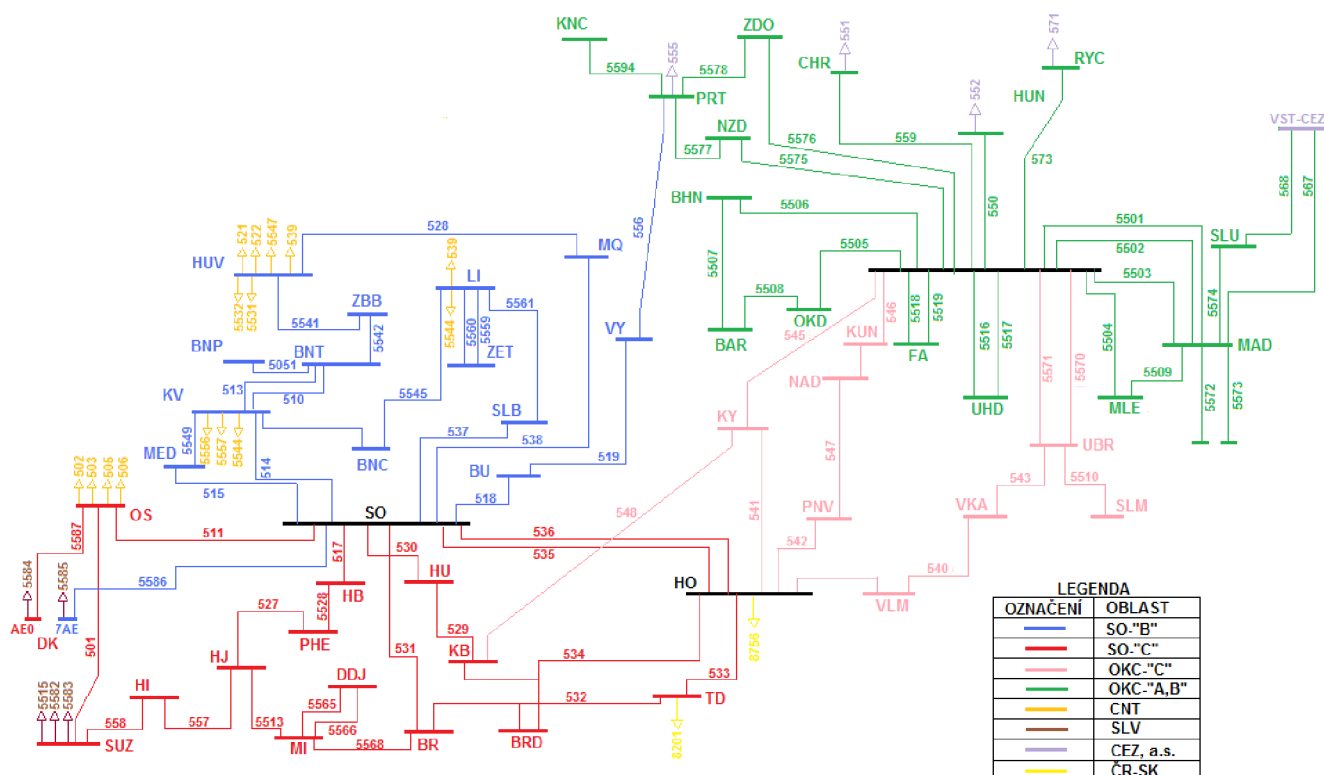 KNC
ZDO
551
571
555
CHR
RYC
5594
5578
PRT
552
HUN
NZD
VST-CEZ
5577
5576
5575
559
573
568
567
556
BHN
5506
550
5501
528
MQ
521
522
5547
539
HUV
539
5507
5505
5502
SLU
LI
5503
5532
5531
ZBB
5561
5508
5574
5541
5542
5544
5560
5559
VY
BAR
OKD
5518
5519
546
545
KUN
5516
5517
5504
MAD
BNP
BNT
5051
ZET
FA
5571
5570
5509
513
510
5545
NAD
5572
5573
KV
SLB
UHD
MLE
5549
5556
5557
5544
537
538
KY
MED
514
BNC
519
547
UBR
502
503
505
506
BU
515
518
548
541
543
5510
OS
SO
PNV
VKA
SLM
5587
511
517
530
536
535
542
5584
5585
5586
HU
HO
540
VLM
LEGENDA
AE0
7AE
HB
OZNAČENÍ OBLAST
DK
527
5528
SO-"B"
501
PHE
531
529
8756
SO-"C"
HJ
KB
534
OKC-"C"
DDJ
533
OKC-"A,B"
5515
5582
5583
HI
5565
532
TD
CNT
558
557
5513
5566
SLV
SUZ
MI
5568
BR
BRD
8201
CEZ, a.s.
ČR-SK